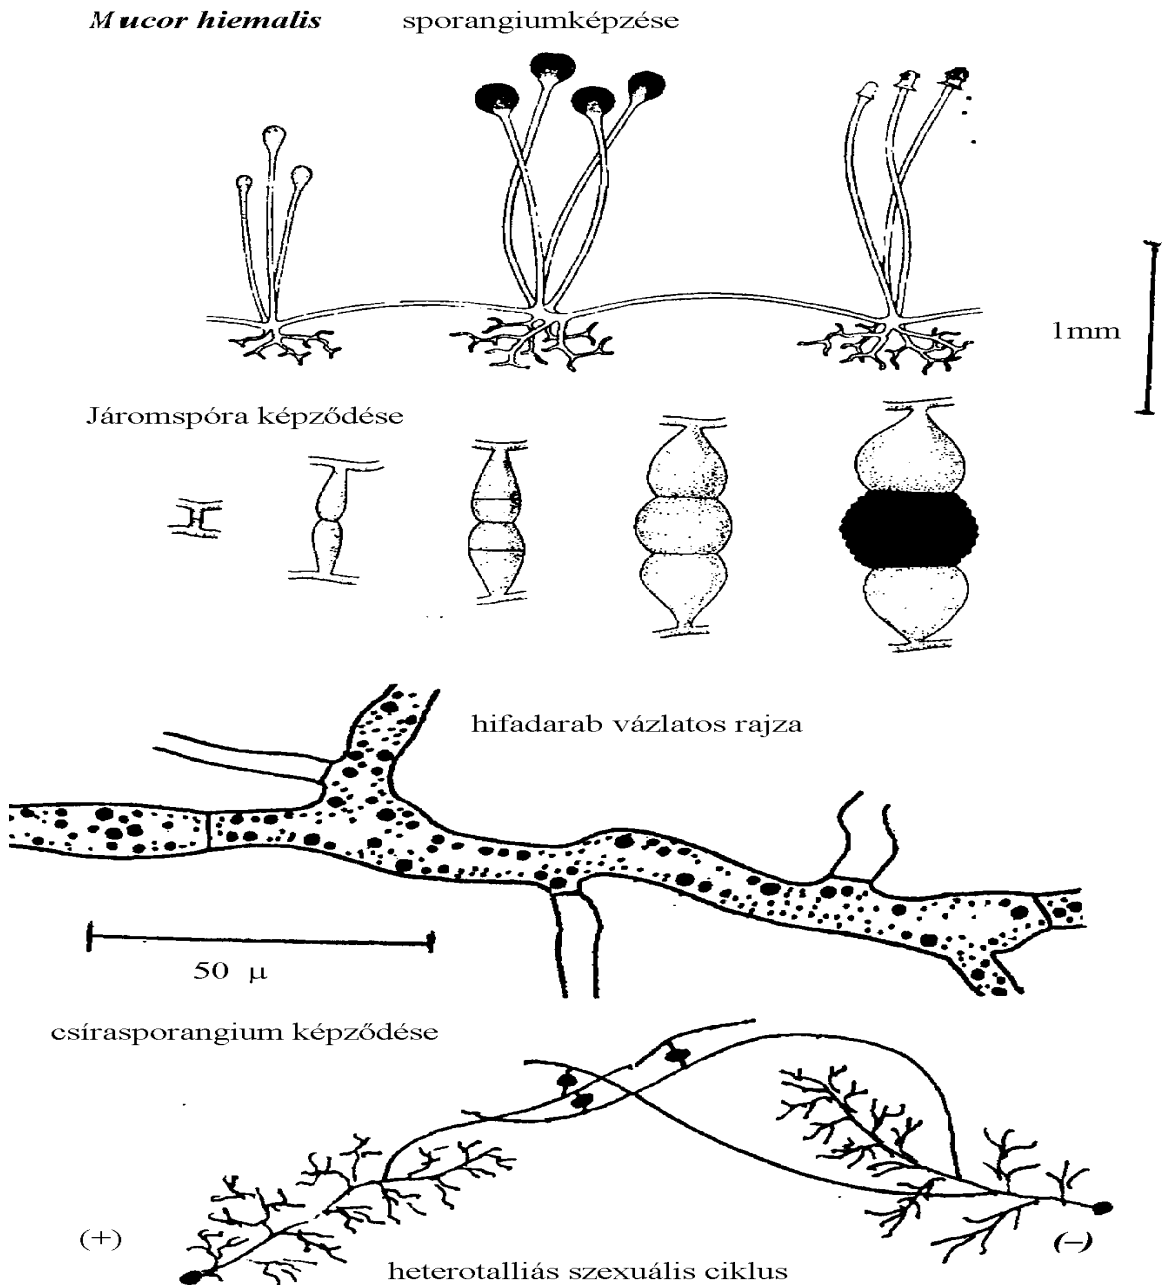 Mucor hiemalis sporangiumképzése
1mm
Járomspóra képződése
hifadarab vázlatos rajza
50 μ
csírasporangium képződése
(+)
(–)
heterotalliás szexuális ciklus